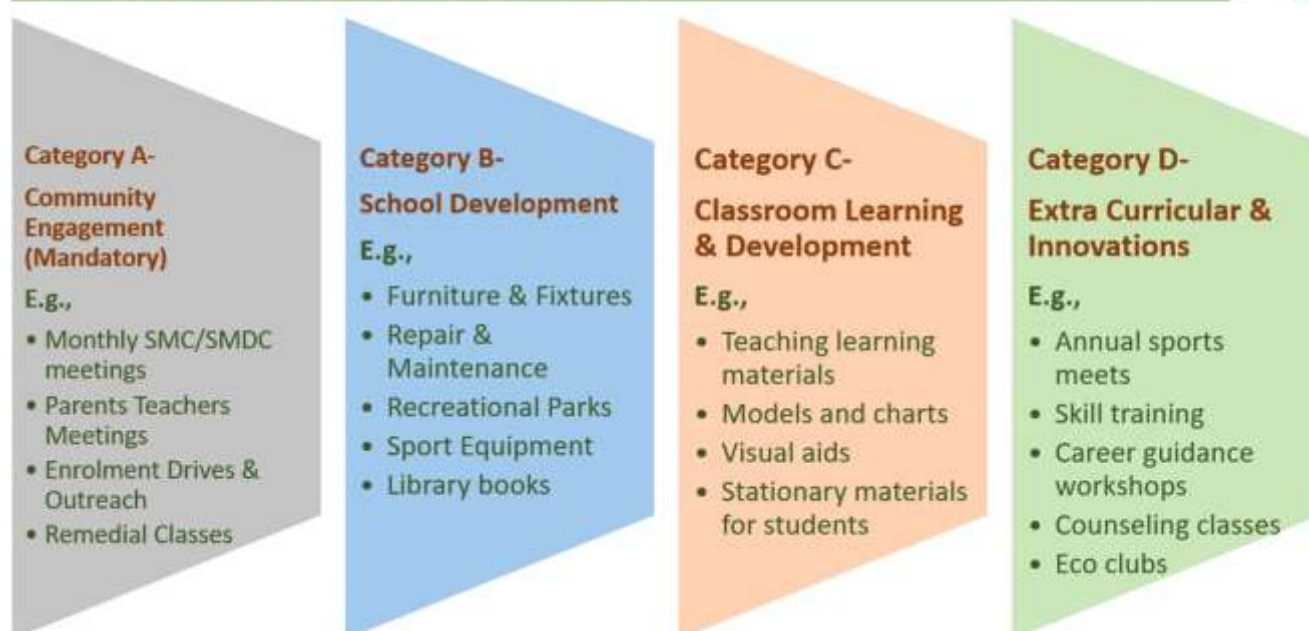 Category A-
Community
Engagement
(Mandatory)
E.g.,
• Monthly SMC/SMDC
meetings
• Parents Teachers
Meetings
• Enrolment Drives &
Outreach
• Remedial Classes
Category B-
School Development
E.g.,
• Furniture & Fixtures
• Repair &
Maintenance
• Recreational Parks
• Sport Equipment
• Library books
Category C-
Classroom Learning
& Development
E.g.,
• Teaching learning
materials
• Models and charts
• Visual aids
• Stationary materials
for students
Category D-
Extra Curricular &
Innovations
E.g.,
• Annual sports
meets
• Skill training
• Career guidance
workshops
• Counseling classes
• Eco clubs